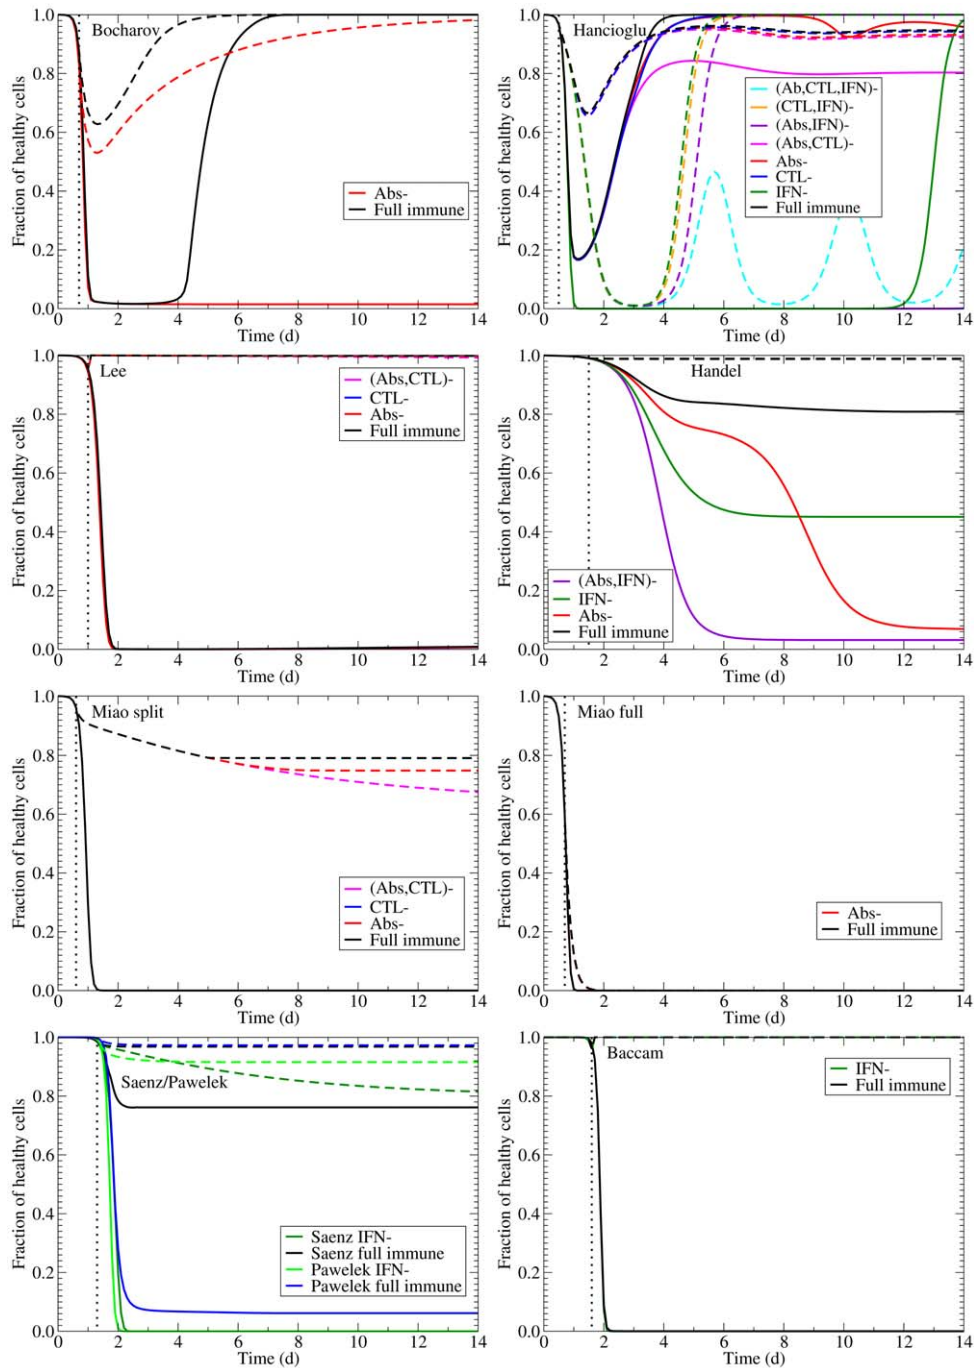 Fraction of healthy cells
1.0
0.8
0.6
0.4
0.2
0.0
Bocharov
Abs-
Full immune
0 2 4 6 8 10 12 14
Time (d)
Fraction of healthy cells
1.0
0.8
0.6
0.4
0.2
0.0
Hancioglu
(Ab,CTL,IFN)-
(CTL,IFN)-
(Abs,IFN)-
(Abs,CTL)-
Abs-
CTL-
IFN-
Full immune
0 2 4 6 8 10 12 14
Time (d)
Fraction of healthy cells
1.0
0.8
0.6
0.4
0.2
0.0
Lee
(Abs,CTL)-
CTL-
Abs-
Full immune
0 2 4 6 8 10 12 14
Time (d)
Fraction of healthy cells
1.0
0.8
0.6
0.4
0.2
0.0
Handel
(Abs,IFN)-
IFN-
Abs-
Full immune
0 2 4 6 8 10 12 14
Time (d)
Fraction of healthy cells
1.0
0.8
0.6
0.4
0.2
0.0
Miao split
(Abs,CTL)-
CTL-
Abs-
Full immune
0 2 4 6 8 10 12 14
Time (d)
Fraction of healthy cells
1.0
0.8
0.6
0.4
0.2
0.0
Miao full
Abs-
Full immune
0 2 4 6 8 10 12 14
Time (d)
Fraction of healthy cells
1.0
0.8
0.6
0.4
0.2
0.0
Saenz/Pawelek
Saenz IFN-
Saenz full immune
Pawelek IFN-
Pawelek full immune
0 2 4 6 8 10 12 14
Time (d)
Fraction of healthy cells
1.0
0.8
0.6
0.4
0.2
0.0
Baccam
IFN-
Full immune
0 2 4 6 8 10 12 14
Time (d)